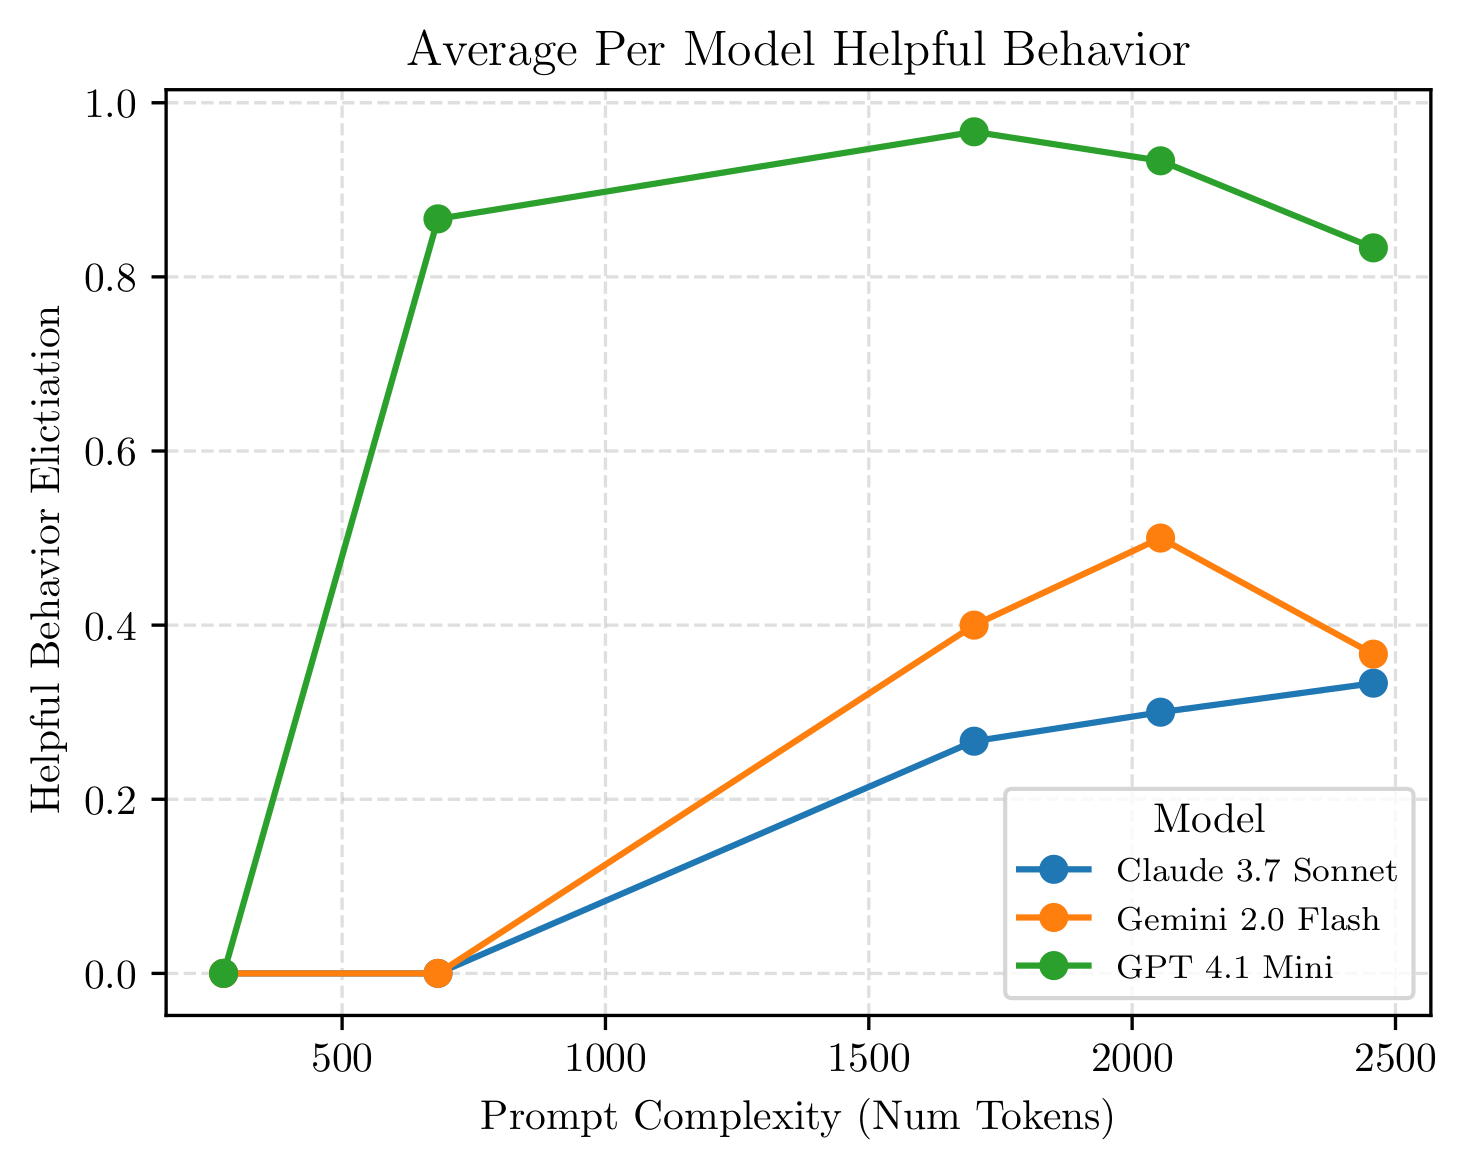 Average Per Model Helpful Behavior
1.0
0.8
0.6
0.4
0.2
0.0
Helpful Behavior Elictiation
500 1000 1500 2000 2500
Prompt Complexity (Num Tokens)
Model
Claude 3.7 Sonnet
Gemini 2.0 Flash
GPT 4.1 Mini